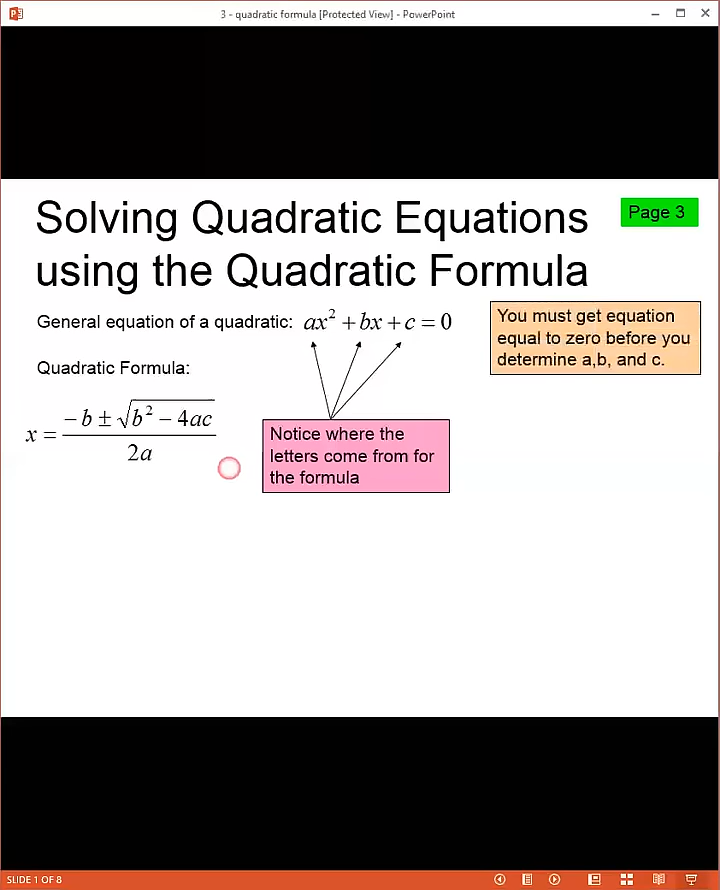 3 - quadratic formula [Protected View] - PowerPoint
Solving Quadratic Equations
using the Quadratic Formula
Page 3
General equation of a quadratic: ax² + bx + c = 0
You must get equation
equal to zero before you
determine a,b, and c.
Quadratic Formula:
x = (−b ± √(b² − 4ac)) / 2a
Notice where the
letters come from for
the formula
SLIDE 1 OF 8